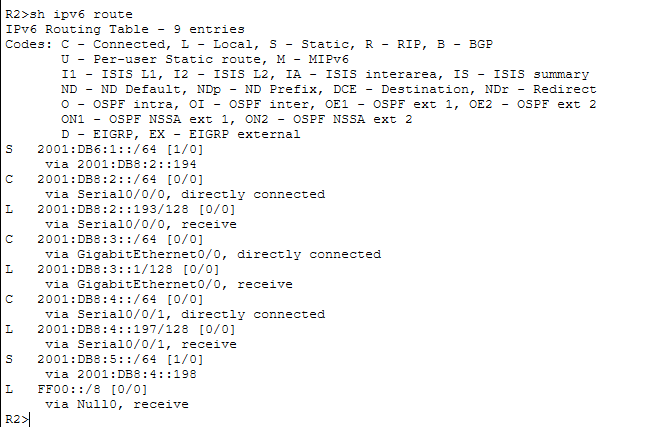 R2>sh ipv6 route
IPv6 Routing Table - 9 entries
Codes: C - Connected, L - Local, S - Static, R - RIP, B - BGP
       U - Per-user Static route, M - MIPv6
       I1 - ISIS L1, I2 - ISIS L2, IA - ISIS interarea, IS - ISIS summary
       ND - ND Default, NDp - ND Prefix, DCE - Destination, NDr - Redirect
       O - OSPF intra, OI - OSPF inter, OE1 - OSPF ext 1, OE2 - OSPF ext 2
       ON1 - OSPF NSSA ext 1, ON2 - OSPF NSSA ext 2
       D - EIGRP, EX - EIGRP external
S   2001:DB6:1::/64 [1/0]
     via 2001:DB8:2::194
C   2001:DB8:2::/64 [0/0]
     via Serial0/0/0, directly connected
L   2001:DB8:2::193/128 [0/0]
     via Serial0/0/0, receive
C   2001:DB8:3::/64 [0/0]
     via GigabitEthernet0/0, directly connected
L   2001:DB8:3::1/128 [0/0]
     via GigabitEthernet0/0, receive
C   2001:DB8:4::/64 [0/0]
     via Serial0/0/1, directly connected
L   2001:DB8:4::197/128 [0/0]
     via Serial0/0/1, receive
S   2001:DB8:5::/64 [1/0]
     via 2001:DB8:4::198
L   FF00::/8 [0/0]
     via Null0, receive
R2>